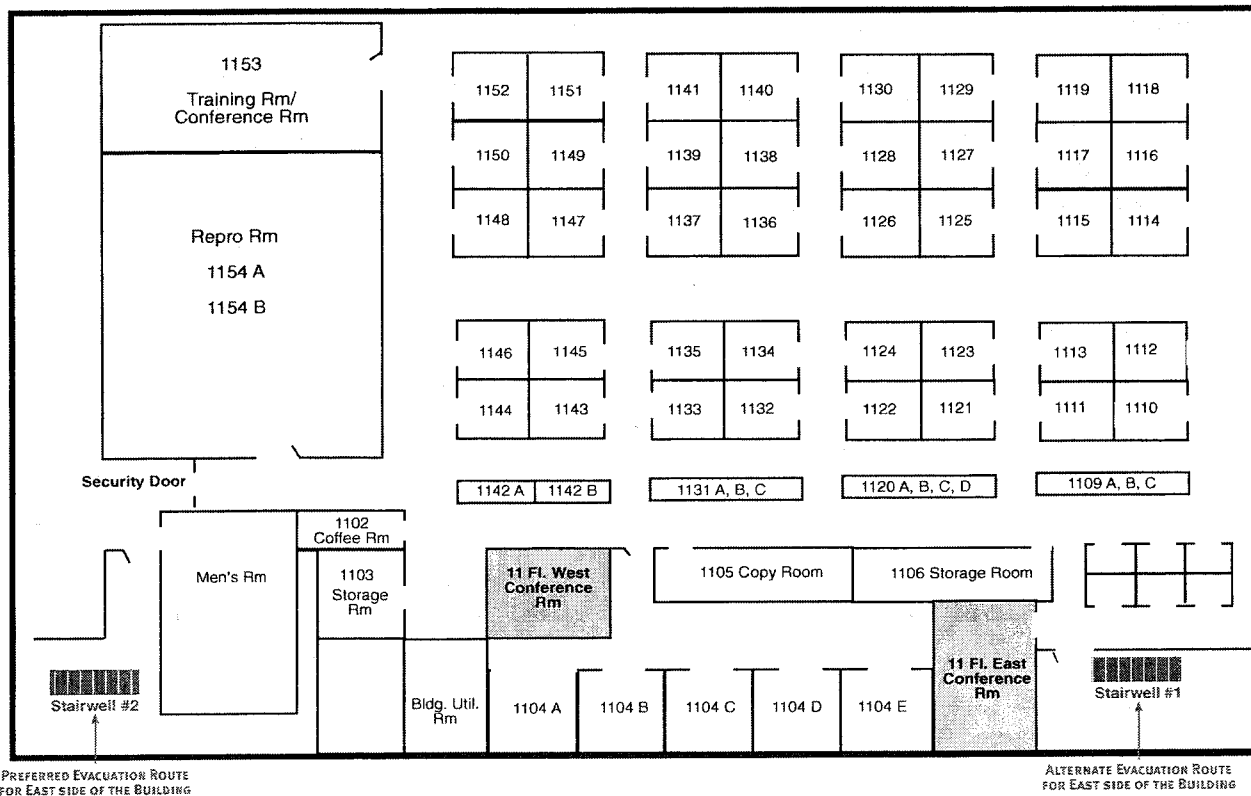 1153
Training Rm/
Conference Rm
1152 1151 1141 1140 1130 1129 1119 1118
1150 1149 1139 1138 1128 1127 1117 1116
1148 1147 1137 1136 1126 1125 1115 1114
Repro Rm
1154 A
1154 B
1146 1145 1135 1134 1124 1123 1113 1112
1144 1143 1133 1132 1122 1121 1111 1110
Security Door
1142 A 1142 B 1131 A, B, C 1120 A, B, C, D 1109 A, B, C
1102
Coffee Rm
Men's Rm
1103
Storage
Rm
11 Fl. West
Conference
Rm
1105 Copy Room
1106 Storage Room
11 Fl. East
Conference
Rm
Stairwell #2
Stairwell #1
Bldg. Util.
Rm
1104 A 1104 B 1104 C 1104 D 1104 E
PREFERRED EVACUATION ROUTE
FOR EAST SIDE OF THE BUILDING
ALTERNATE EVACUATION ROUTE
FOR EAST SIDE OF THE BUILDING